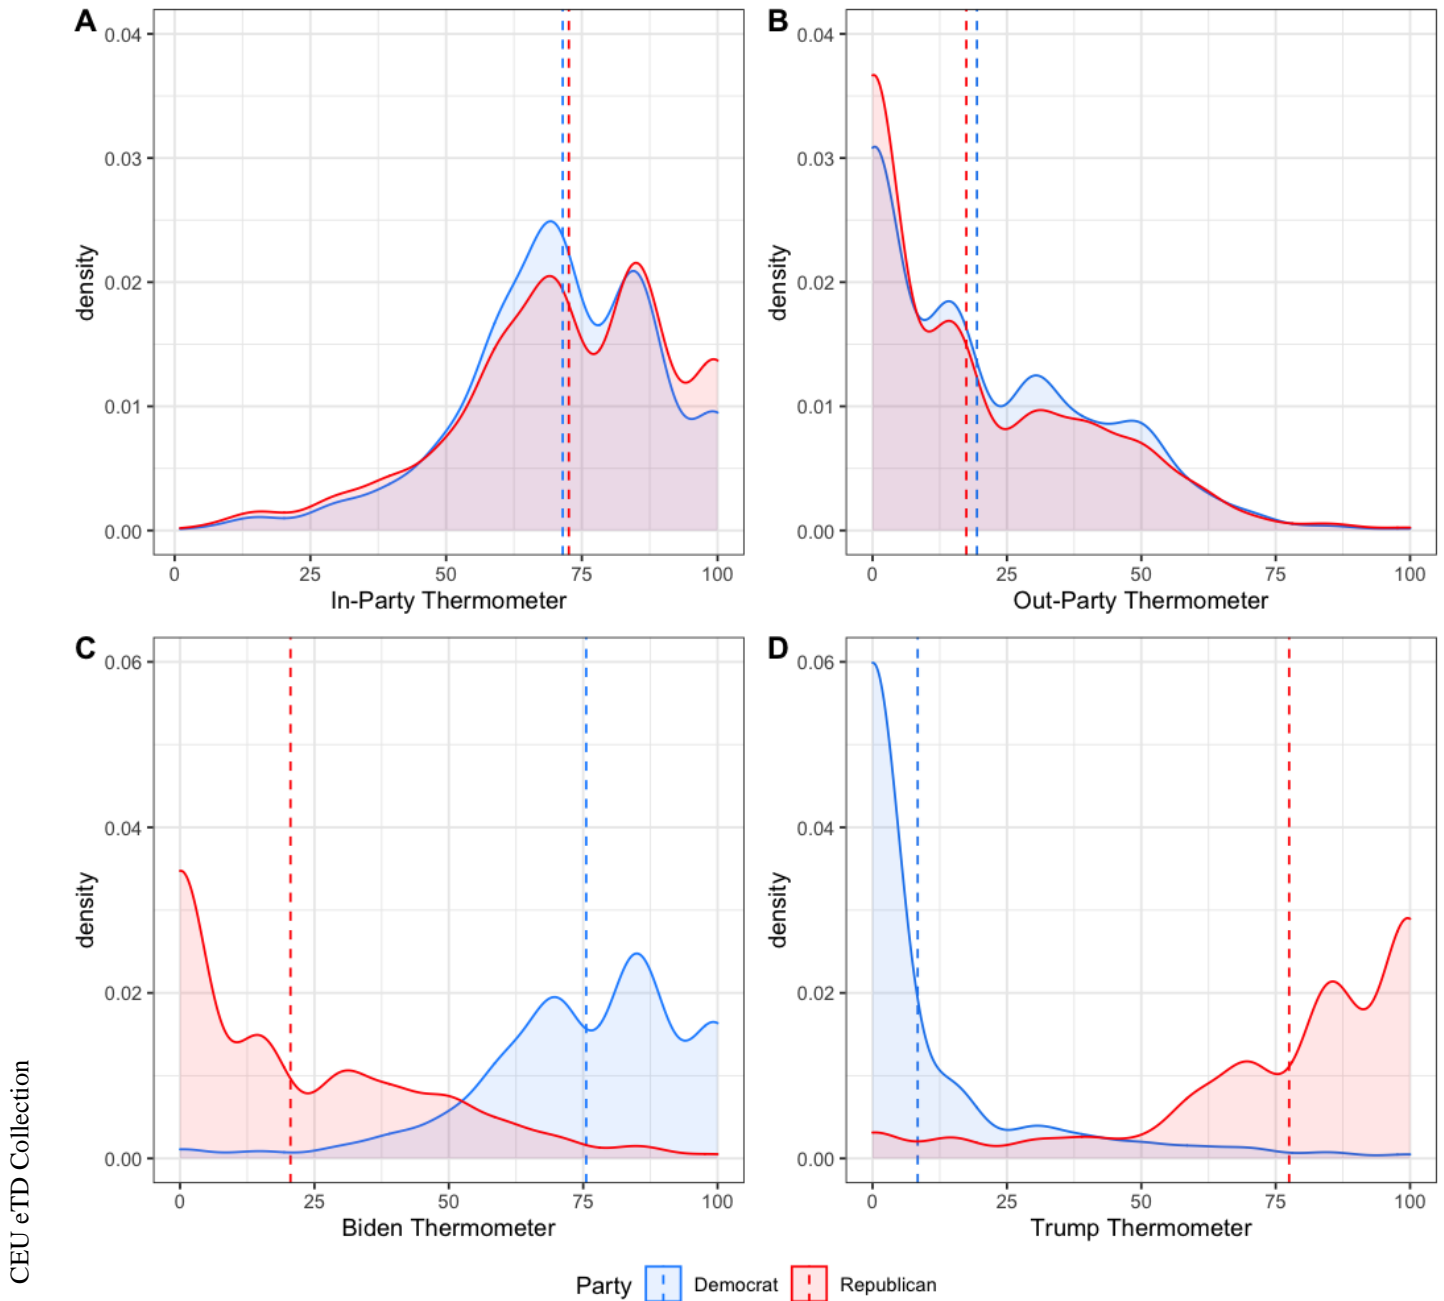 A
0.04
0.03
0.02
0.01
0.00
density
0 25 50 75 100
In-Party Thermometer
B
0.04
0.03
0.02
0.01
0.00
density
0 25 50 75 100
Out-Party Thermometer
C
0.06
0.04
0.02
0.00
density
0 25 50 75 100
Biden Thermometer
D
0.06
0.04
0.02
0.00
density
0 25 50 75 100
Trump Thermometer
Party Democrat Republican
CEU eTD Collection